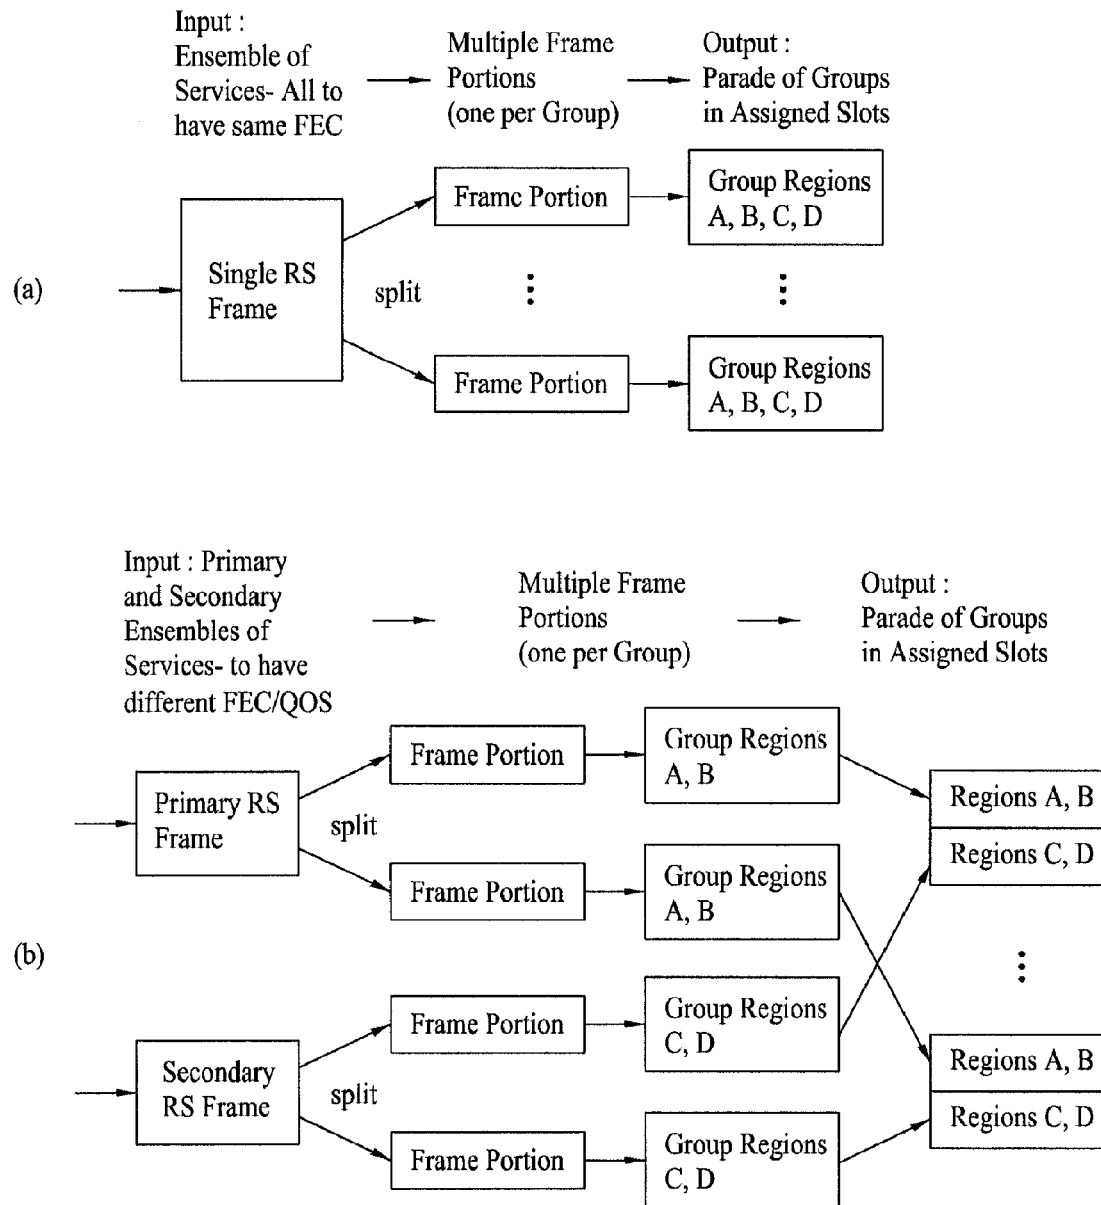 Input :
Ensemble of
Services- All to
have same FEC
Multiple Frame
Portions
(one per Group)
Output :
Parade of Groups
in Assigned Slots
(a)
Single RS
Frame
split
Framc Portion
Group Regions
A, B, C, D
Frame Portion
Group Regions
A, B, C, D
Input : Primary
and Secondary
Ensembles of
Services- to have
different FEC/QOS
Multiple Frame
Portions
(one per Group)
Output :
Parade of Groups
in Assigned Slots
(b)
Primary RS
Frame
split
Frame Portion
Group Regions
A, B
Frame Portion
Group Regions
A, B
Regions A, B
Regions C, D
Secondary
RS Frame
split
Frame Portion
Group Regions
C, D
Frame Portion
Group Regions
C, D
Regions A, B
Regions C, D